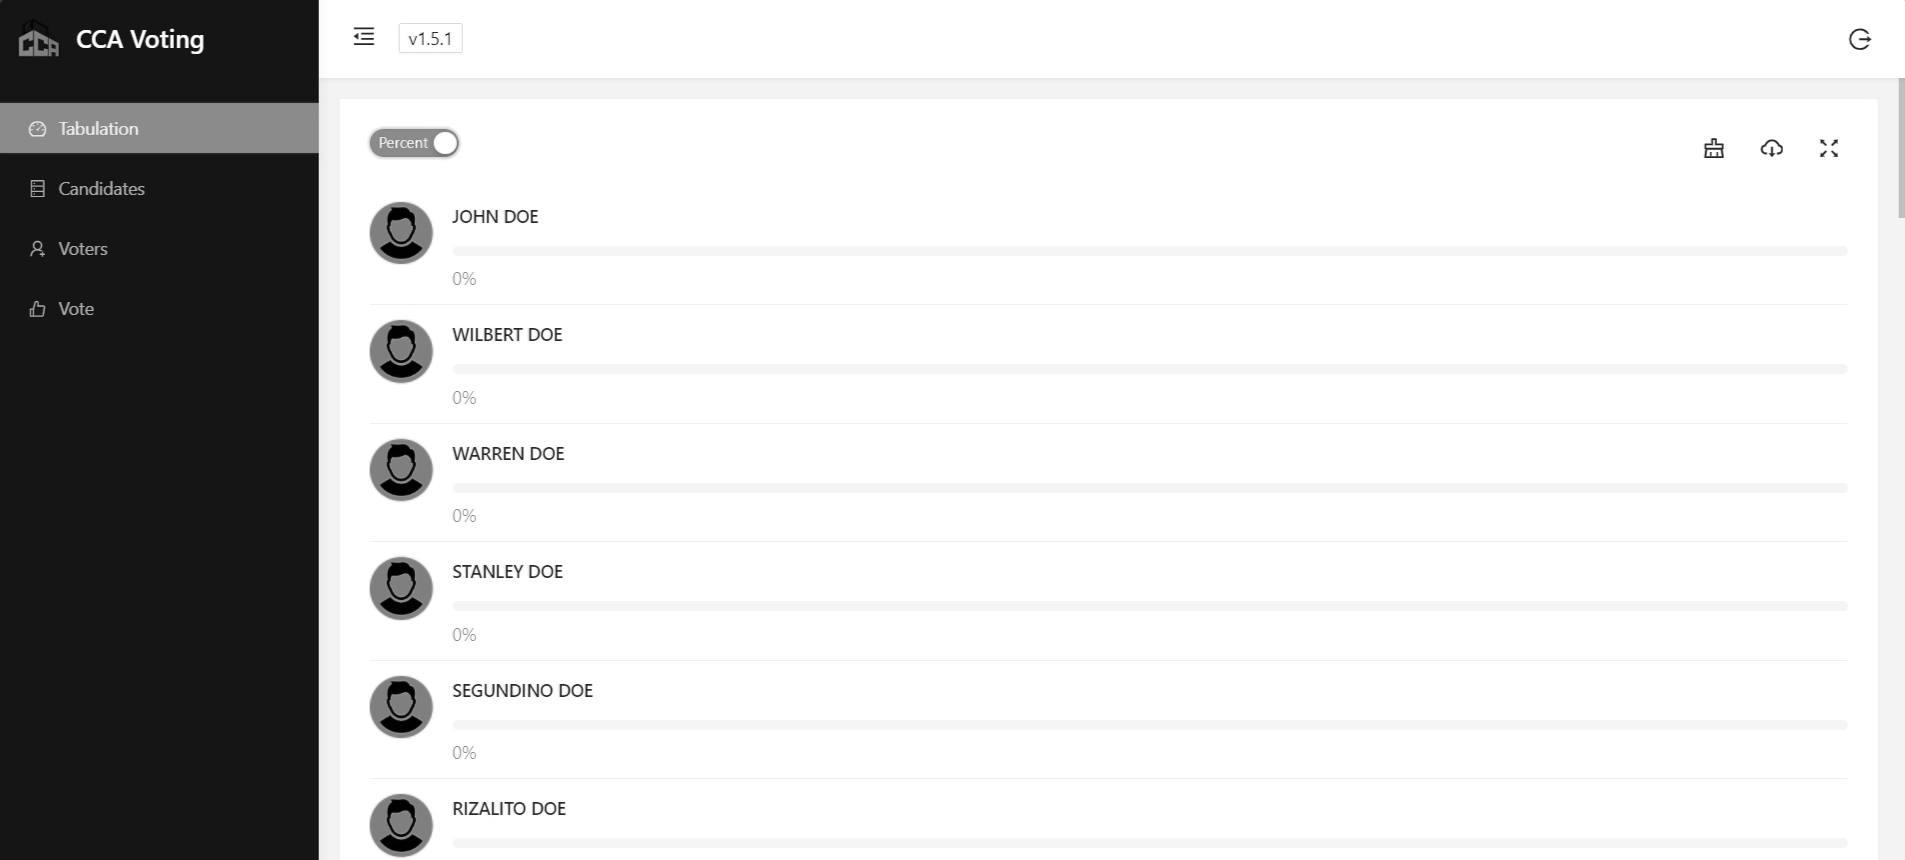 CCA
CCA Voting
v1.5.1
Tabulation
Candidates
Voters
Vote
Percent
JOHN DOE
0%
WILBERT DOE
0%
WARREN DOE
0%
STANLEY DOE
0%
SEGUNDINO DOE
0%
RIZALITO DOE